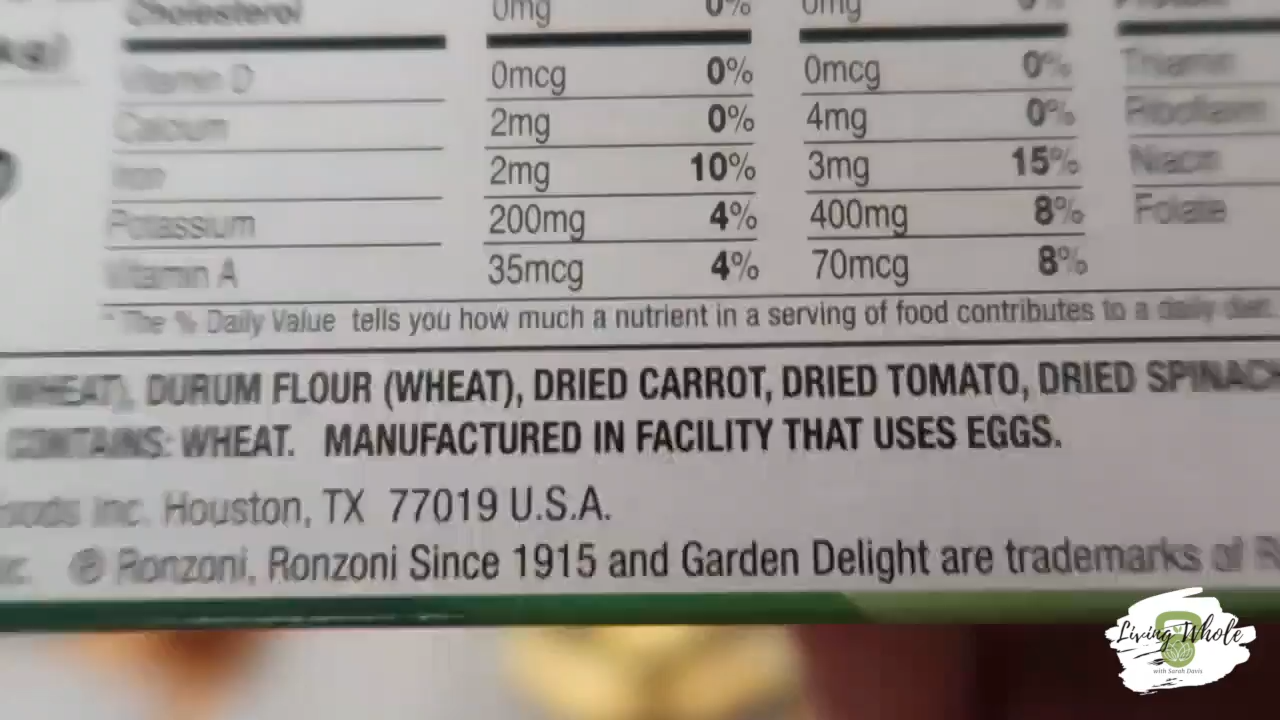 Cholesterol 0mg 0% 0mg 0%
Vitamin D 0mcg 0% 0mcg 0% Thiamin
Calcium 2mg 0% 4mg 0% Riboflavin
Iron 2mg 10% 3mg 15% Niacin
Potassium 200mg 4% 400mg 8% Folate
Vitamin A 35mcg 4% 70mcg 8%
* The % Daily Value tells you how much a nutrient in a serving of food contributes to a daily diet.
WHEAT), DURUM FLOUR (WHEAT), DRIED CARROT, DRIED TOMATO, DRIED SPINACH
CONTAINS: WHEAT. MANUFACTURED IN FACILITY THAT USES EGGS.
Foods Inc. Houston, TX 77019 U.S.A.
® Ronzoni, Ronzoni Since 1915 and Garden Delight are trademarks of
Living Whole
with Sarah Davis